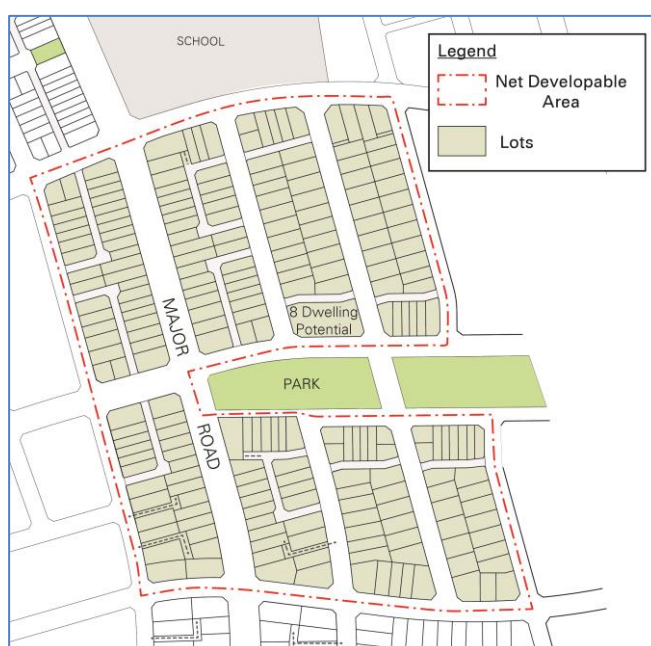 SCHOOL
Legend
Net Developable
Area
Lots
MAJOR
8 Dwelling
Potential
PARK
ROAD